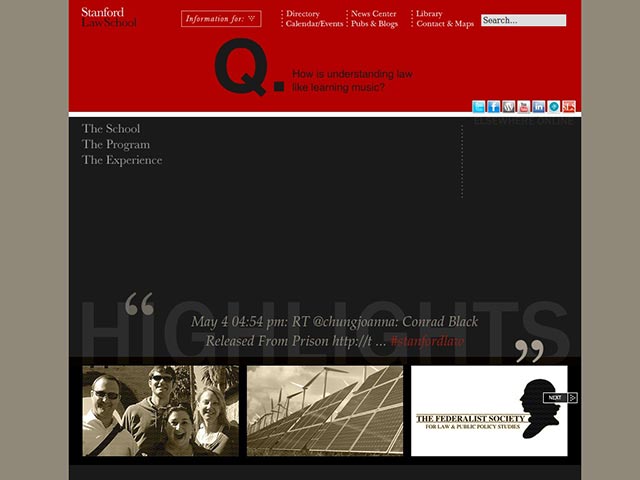 Stanford
Law School
Information for:
Directory
Calendar/Events
News Center
Pubs & Blogs
Library
Contact & Maps
Search...
Q.
How is understanding law
like learning music?
ELSEWHERE ONLINE
The School
The Program
The Experience
HIGHLIGHTS
“
May 4 04:54 pm: RT @chungjoanna: Conrad Black
Released From Prison http://t ... #stanfordlaw
”
THE FEDERALIST SOCIETY
FOR LAW & PUBLIC POLICY STUDIES
NEXT